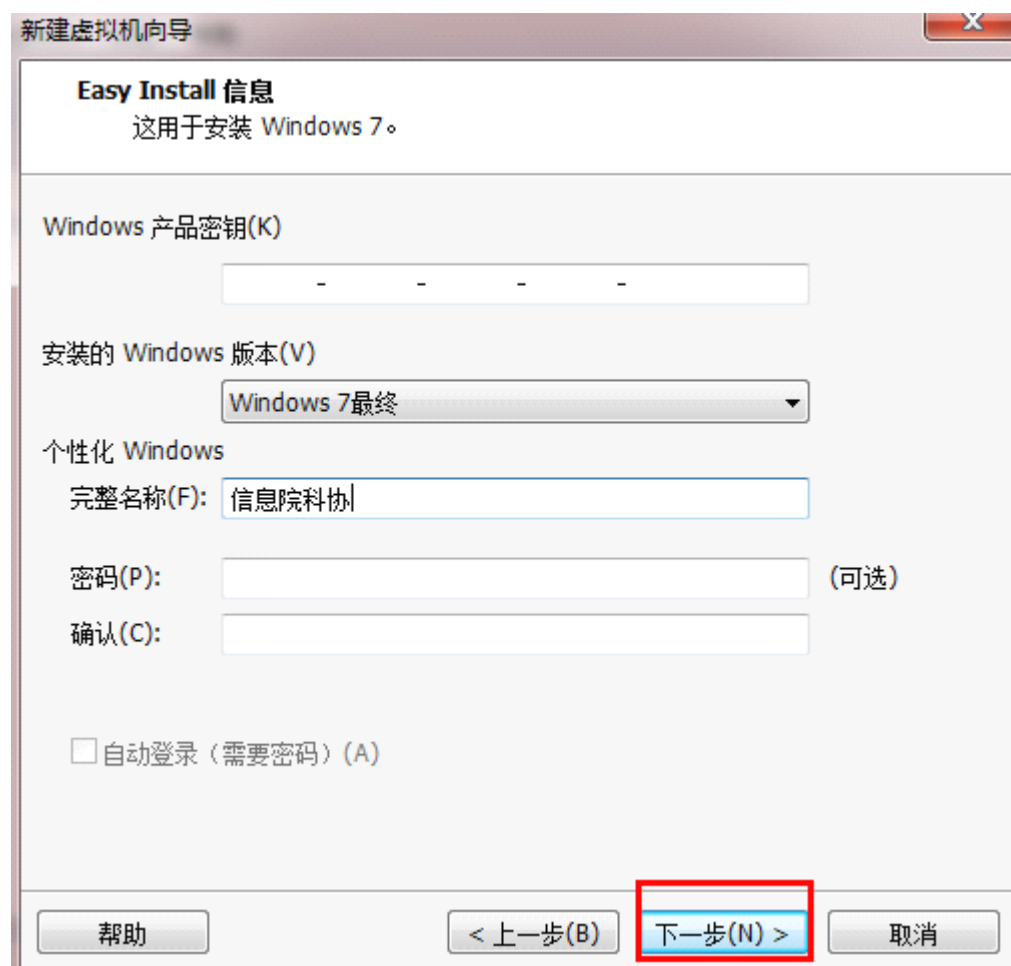 新建虚拟机向导
Easy Install 信息
这用于安装 Windows 7。
Windows 产品密钥(K)
- - - -
安装的 Windows 版本(V)
Windows 7最终
个性化 Windows
完整名称(F): 信息院科协
密码(P): (可选)
确认(C):
自动登录（需要密码）(A)
帮助 < 上一步(B) 下一步(N) > 取消